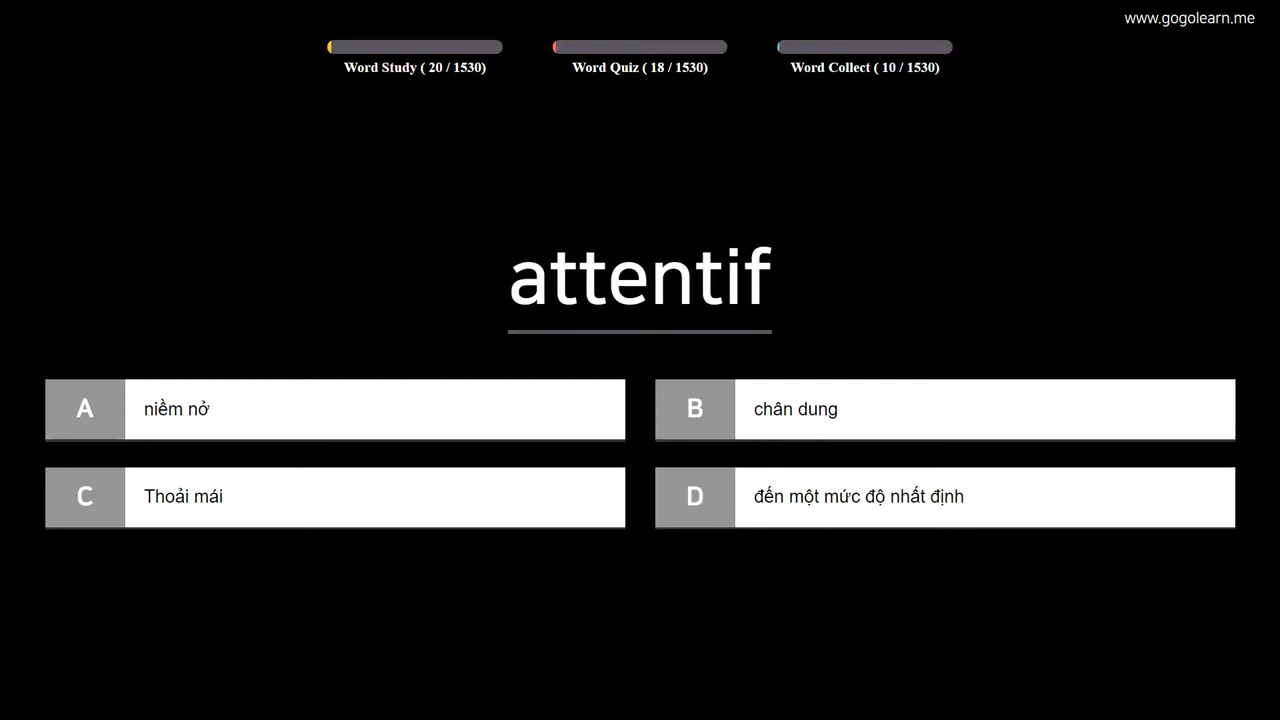 www.gogolearn.me
Word Study ( 20 / 1530)
Word Quiz ( 18 / 1530)
Word Collect ( 10 / 1530)
attentif
A niềm nở
B chân dung
C Thoải mái
D đến một mức độ nhất định